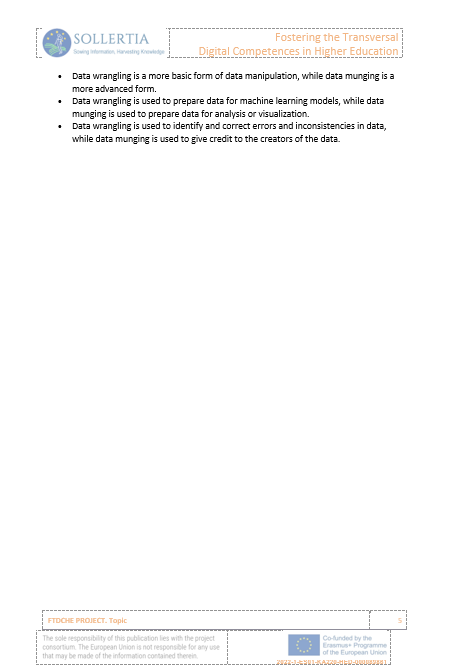 SOLLERTIA
Sowing Information, Harvesting Knowledge
Fostering the Transversal
Digital Competences in Higher Education
• Data wrangling is a more basic form of data manipulation, while data munging is a
more advanced form.
• Data wrangling is used to prepare data for machine learning models, while data
munging is used to prepare data for analysis or visualization.
• Data wrangling is used to identify and correct errors and inconsistencies in data,
while data munging is used to give credit to the creators of the data.
FTDCHE PROJECT. Topic
5
The sole responsibility of this publication lies with the project
consortium. The European Union is not responsible for any use
that may be made of the information contained therein.
Co-funded by the
Erasmus+ Programme
of the European Union